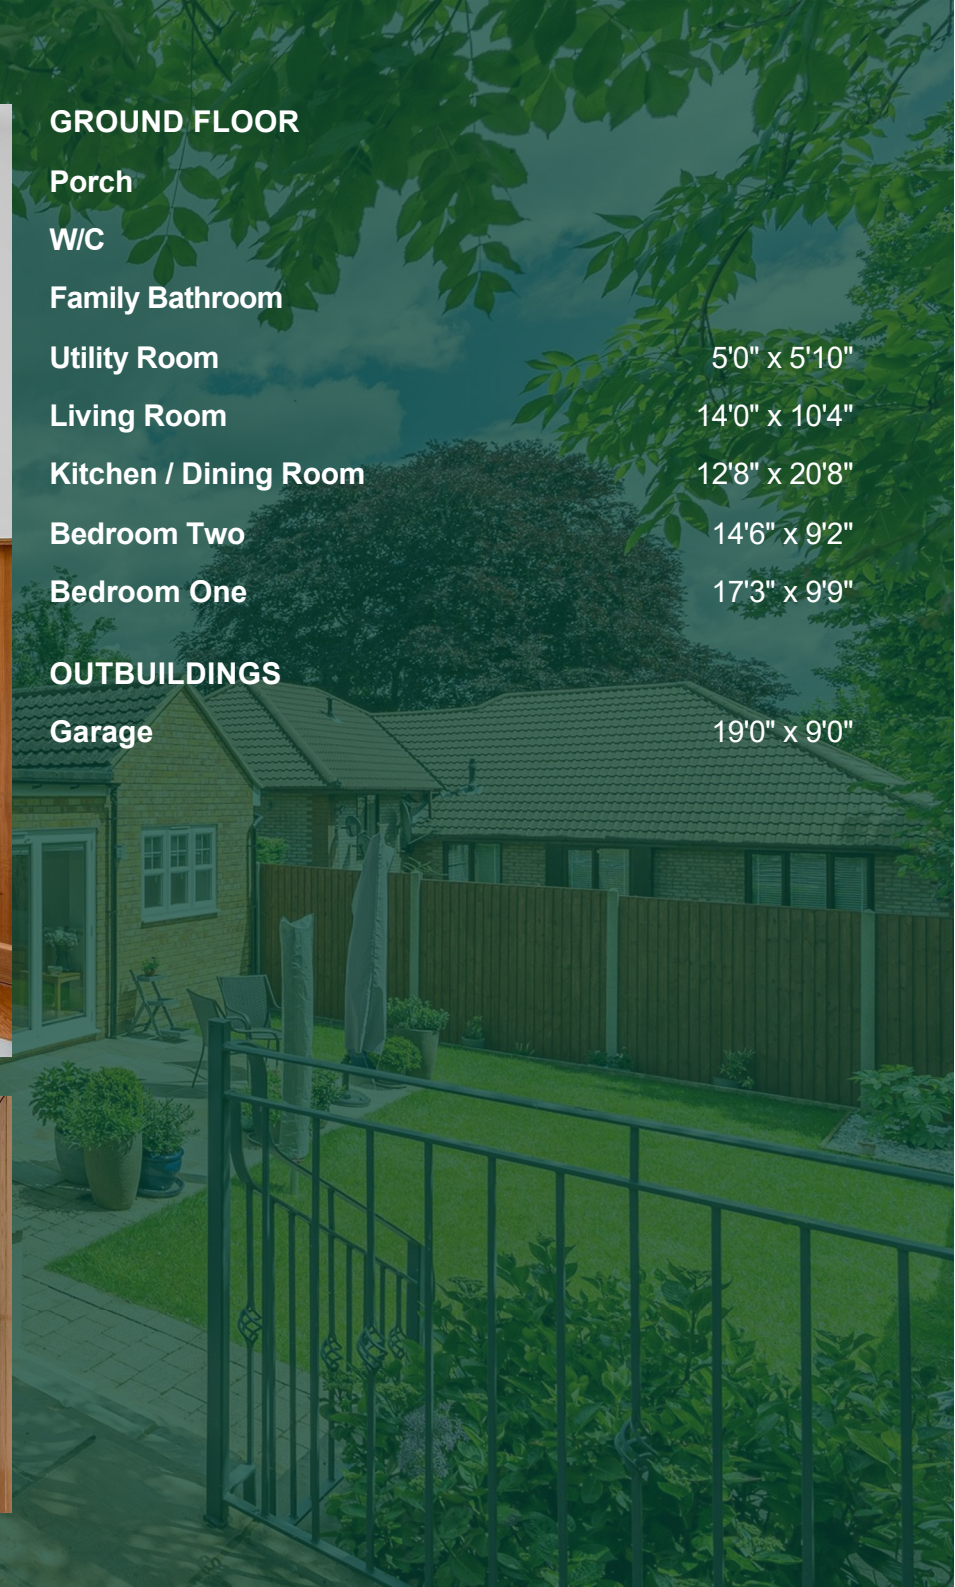 GROUND FLOOR
Porch
W/C
Family Bathroom
Utility Room 5'0" x 5'10"
Living Room 14'0" x 10'4"
Kitchen / Dining Room 12'8" x 20'8"
Bedroom Two 14'6" x 9'2"
Bedroom One 17'3" x 9'9"
OUTBUILDINGS
Garage 19'0" x 9'0"